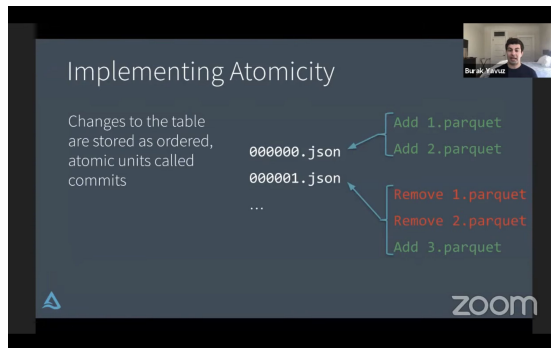 Implementing Atomicity
Burak Yavuz
Changes to the table
are stored as ordered,
atomic units called
commits
000000.json
000001.json
...
Add 1.parquet
Add 2.parquet
Remove 1.parquet
Remove 2.parquet
Add 3.parquet
zoom